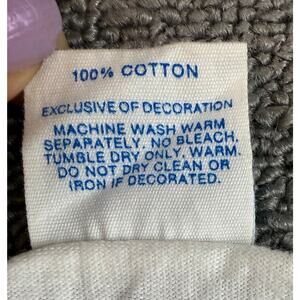 100% COTTON
EXCLUSIVE OF DECORATION
MACHINE WASH WARM
SEPARATELY. NO BLEACH.
TUMBLE DRY ONLY, WARM.
DO NOT DRY CLEAN OR
IRON IF DECORATED.